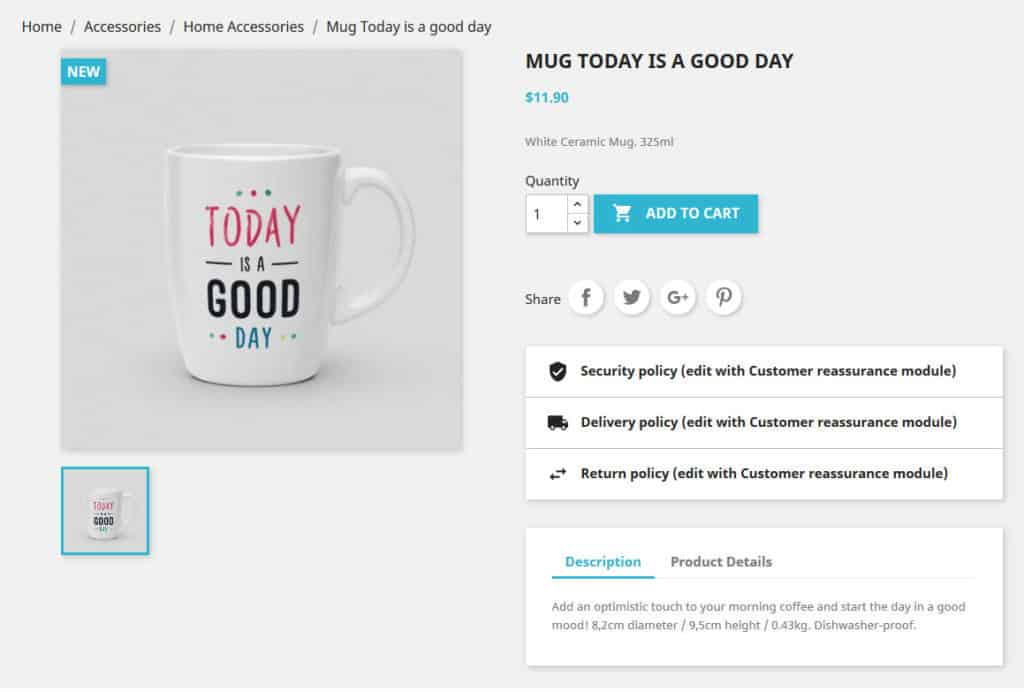 Home / Accessories / Home Accessories / Mug Today is a good day
NEW
TODAY
IS A
GOOD
DAY
TODAY
GOOD
DAY
MUG TODAY IS A GOOD DAY
$11.90
White Ceramic Mug. 325ml
Quantity
1
ADD TO CART
Share
Security policy (edit with Customer reassurance module)
Delivery policy (edit with Customer reassurance module)
Return policy (edit with Customer reassurance module)
Description Product Details
Add an optimistic touch to your morning coffee and start the day in a good
mood! 8,2cm diameter / 9,5cm height / 0.43kg. Dishwasher-proof.